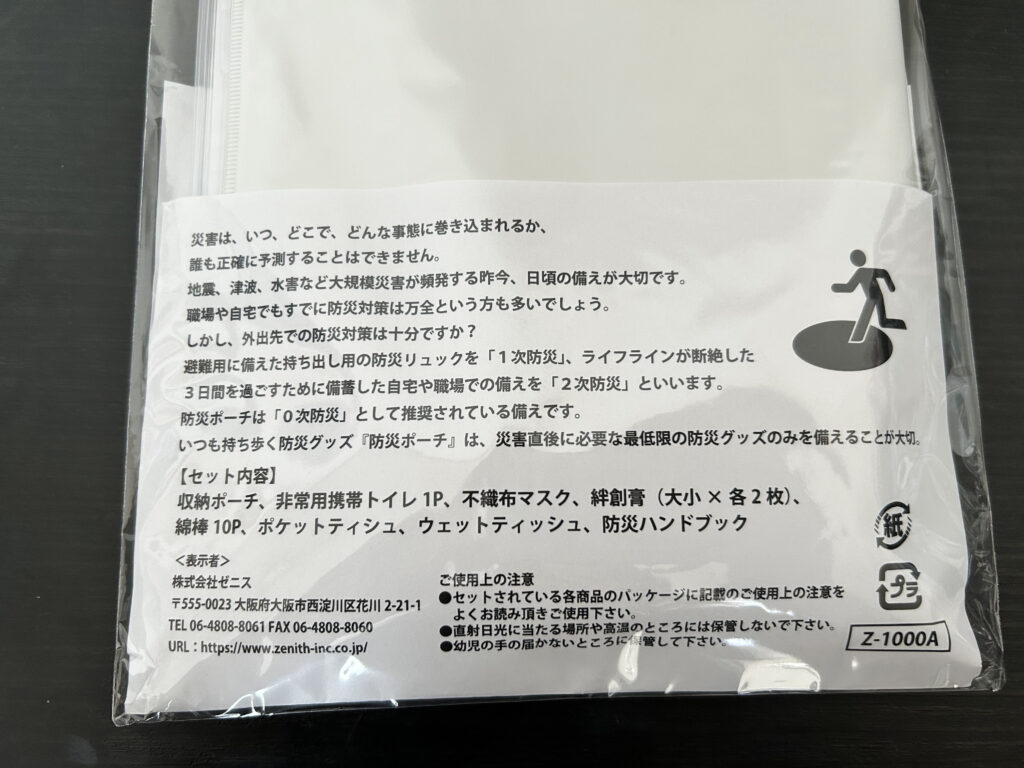 災害は、いつ、どこで、どんな事態に巻き込まれるか、
誰も正確に予測することはできません。
地震、津波、水害など大規模災害が頻発する昨今、日頃の備えが大切です。
職場や自宅でもすでに防災対策は万全という方も多いでしょう。
しかし、外出先での防災対策は十分ですか？
避難用に備えた持ち出し用の防災リュックを「１次防災」、ライフラインが断絶した
３日間を過ごすために備蓄した自宅や職場での備えを「２次防災」といいます。
防災ポーチは「０次防災」として推奨されている備えです。
いつも持ち歩く防災グッズ『防災ポーチ』は、災害直後に必要な最低限の防災グッズのみを備えることが大切。
【セット内容】
収納ポーチ、非常用携帯トイレ1P、不織布マスク、絆創膏（大小×各2枚）、
綿棒10P、ポケットティシュ、ウェットティッシュ、防災ハンドブック
＜表示者＞
株式会社ゼニス
〒555-0023 大阪府大阪市西淀川区花川2-21-1
TEL 06-4808-8061 FAX 06-4808-8060
URL：https://www.zenith-inc.co.jp/
ご使用上の注意
●セットされている各商品のパッケージに記載のご使用上の注意を
よくお読み頂きご使用下さい。
●直射日光に当たる場所や高温のところには保管しないで下さい。
●幼児の手の届かないところに保管して下さい。
紙
プラ
Z-1000A